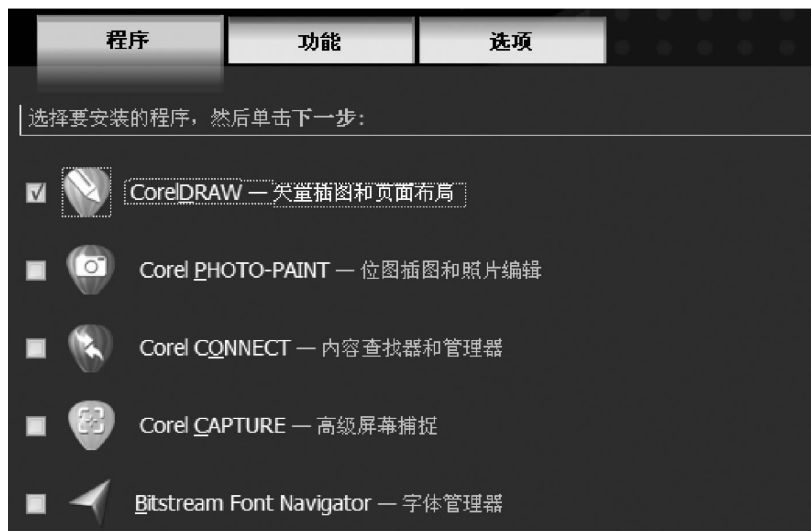 程序 功能 选项
选择要安装的程序，然后单击下一步：
CorelDRAW — 矢量插图和页面布局
Corel PHOTO-PAINT — 位图插图和照片编辑
Corel CONNECT — 内容查找器和管理器
Corel CAPTURE — 高级屏幕捕捉
Bitstream Font Navigator — 字体管理器